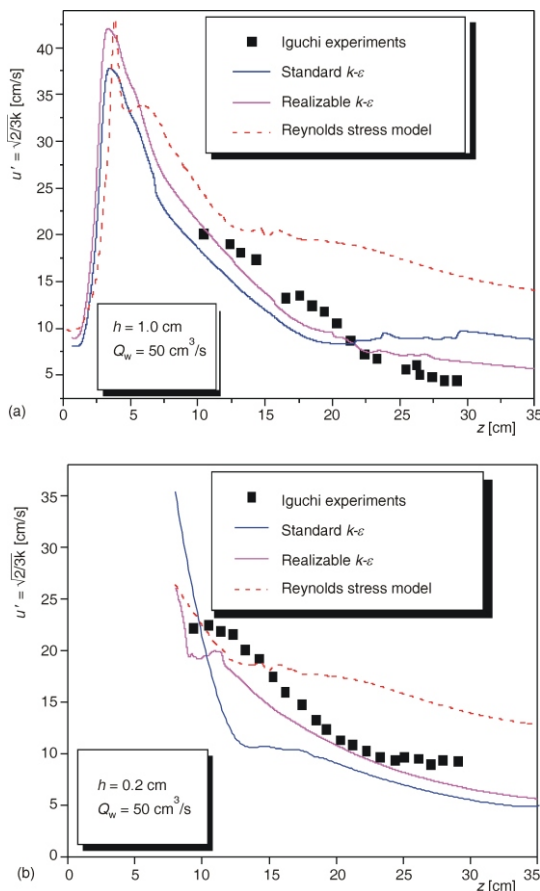 40
35
30
25
20
15
10
5
u' = √2/3k [cm/s]
Iguchi experiments
Standard k-ε
Realizable k-ε
Reynolds stress model
h = 1.0 cm
Qw = 50 cm³/s
(a)
0 5 10 15 20 25 30 35
z [cm]
35
30
25
20
15
10
5
0
u' = √2/3k [cm/s]
Iguchi experiments
Standard k-ε
Realizable k-ε
Reynolds stress model
h = 0.2 cm
Qw = 50 cm³/s
(b)
0 5 10 15 20 25 30 35
z [cm]